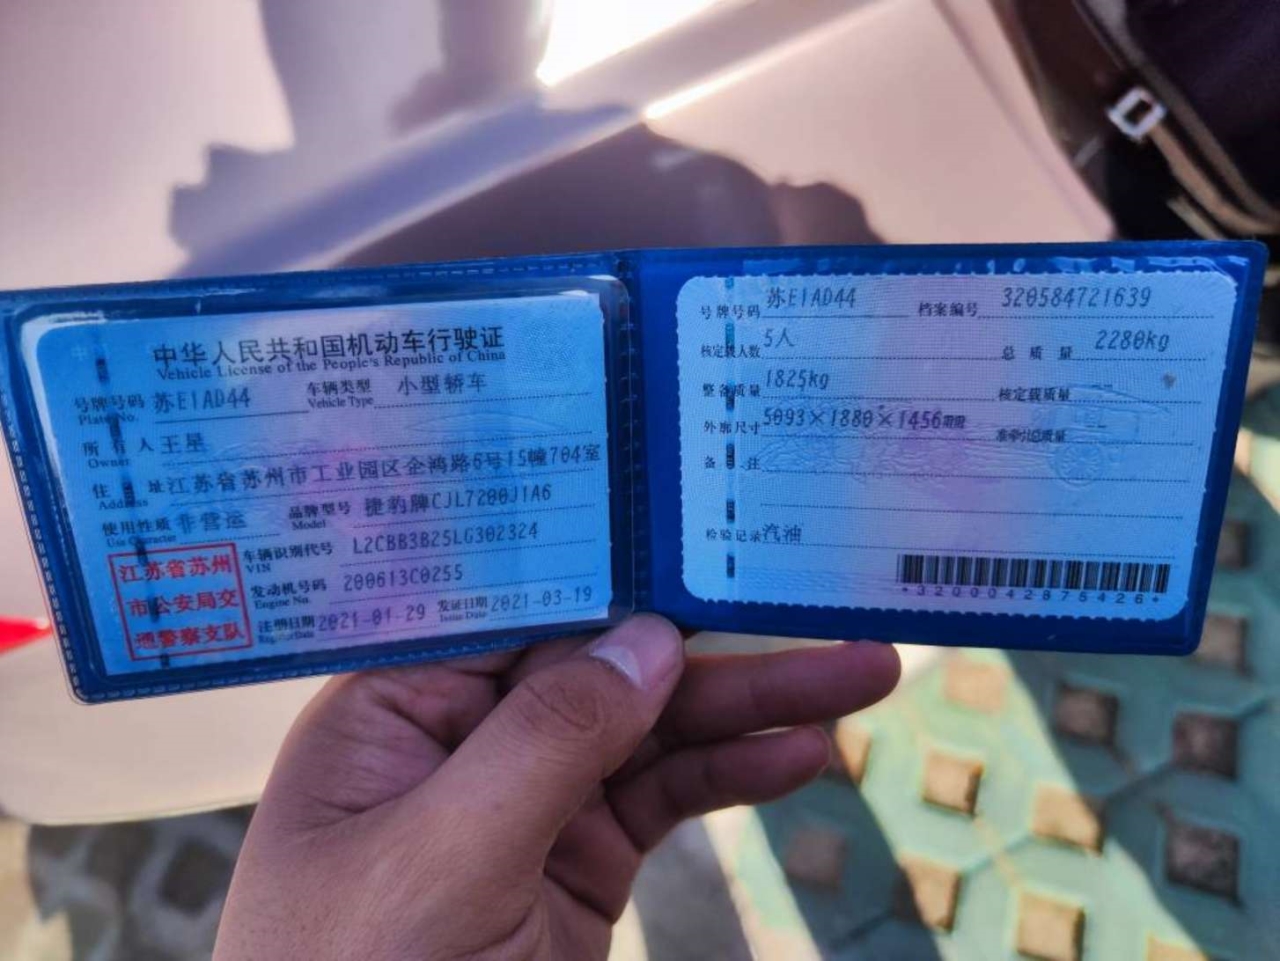 中华人民共和国机动车行驶证
Vehicle License of the People's Republic of China
号牌号码 苏E1AD44 车辆类型 小型轿车
Plate No. Vehicle Type
所有人 王星
Owner
住址 江苏省苏州市工业园区企鸿路6号15幢704室
Address
使用性质 非营运 品牌型号 捷豹牌CJL7200J1A6
Use Character Model
江苏省苏州
市公安局交
通警察支队
车辆识别代号 L2CBB3B25LG302324
VIN
发动机号码 200613C0255
Engine No.
注册日期 2021-01-29 发证日期 2021-03-19
Register Date Issue Date
号牌号码 苏E1AD44 档案编号 320584721639
核定载人数 5人 总质量 2280kg
整备质量 1825kg 核定载质量 --
外廓尺寸 5093×1880×1456 准牵引总质量 --
备注
检验记录 汽油
*3200042875426*